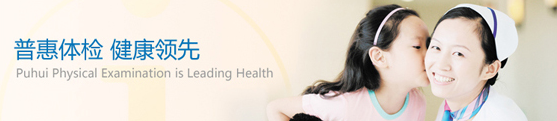 普惠体检 健康领先
Puhui Physical Examination is Leading Health